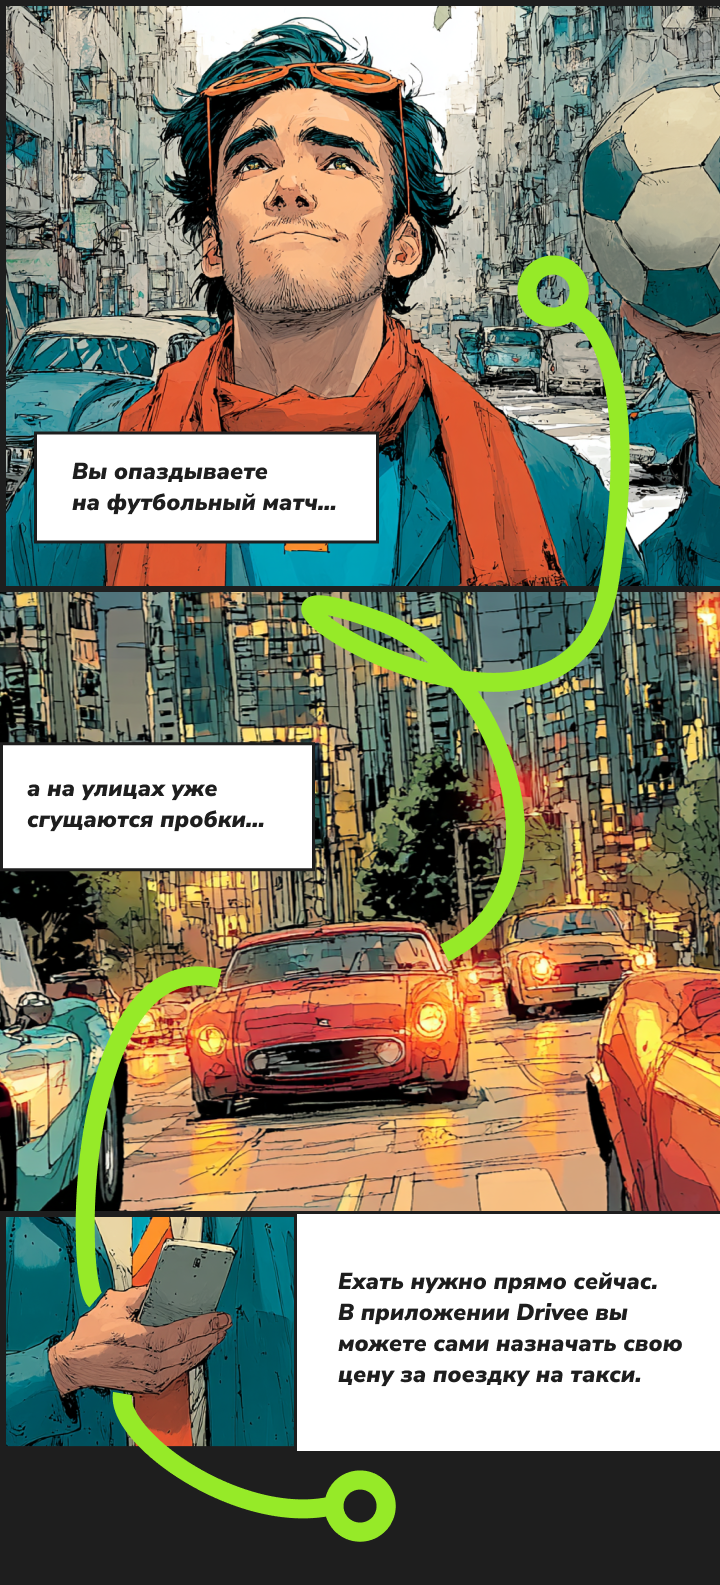 Вы опаздываете
на футбольный матч...
а на улицах уже
сгущаются пробки...
Ехать нужно прямо сейчас.
В приложении Drivee вы
можете сами назначать свою
цену за поездку на такси.